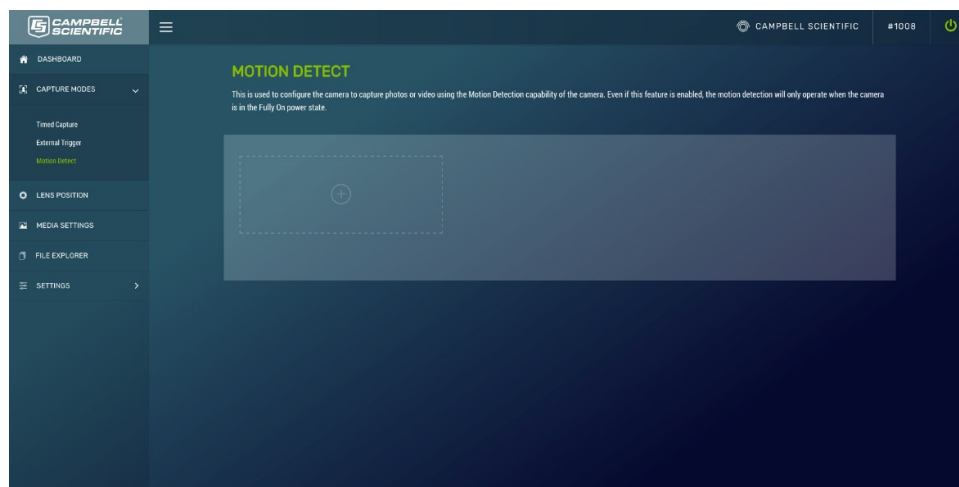 CAMPBELL
SCIENTIFIC
CAMPBELL SCIENTIFIC
#1008
DASHBOARD
CAPTURE MODES
Timed Capture
External Trigger
Motion Detect
LENS POSITION
MEDIA SETTINGS
FILE EXPLORER
SETTINGS
MOTION DETECT
This is used to configure the camera to capture photos or video using the Motion Detection capability of the camera. Even if this feature is enabled, the motion detection will only operate when the camera
is in the Fully On power state.